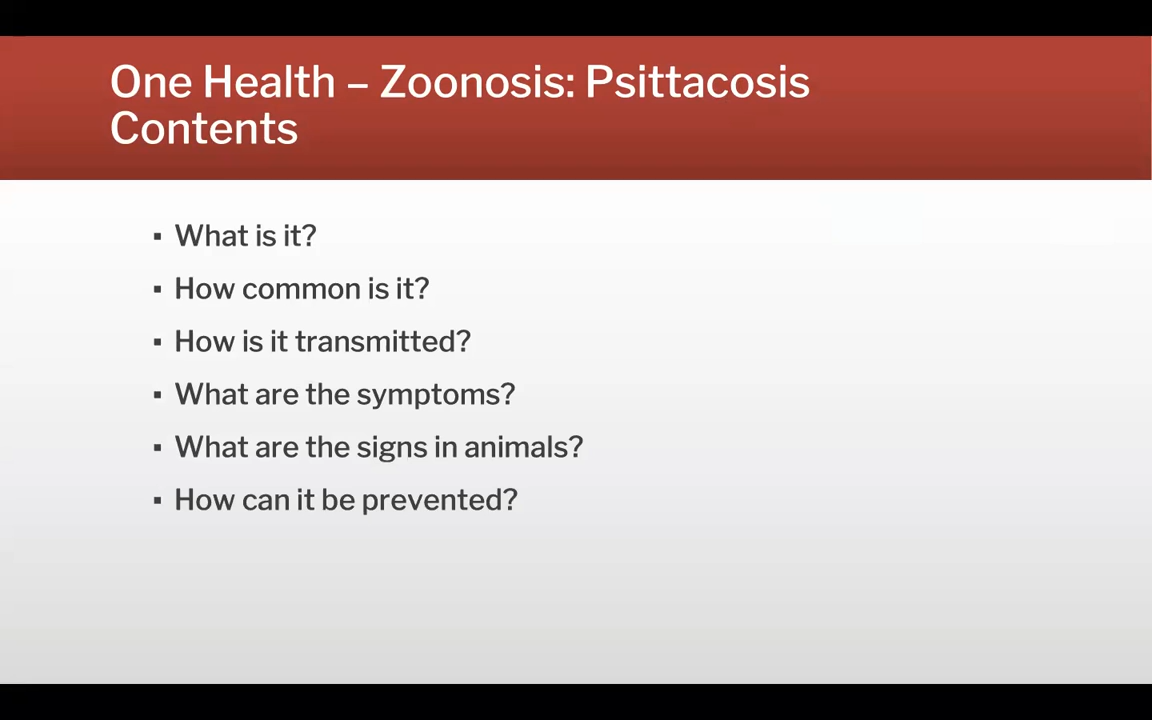 One Health – Zoonosis: Psittacosis
Contents
▪ What is it?
▪ How common is it?
▪ How is it transmitted?
▪ What are the symptoms?
▪ What are the signs in animals?
▪ How can it be prevented?